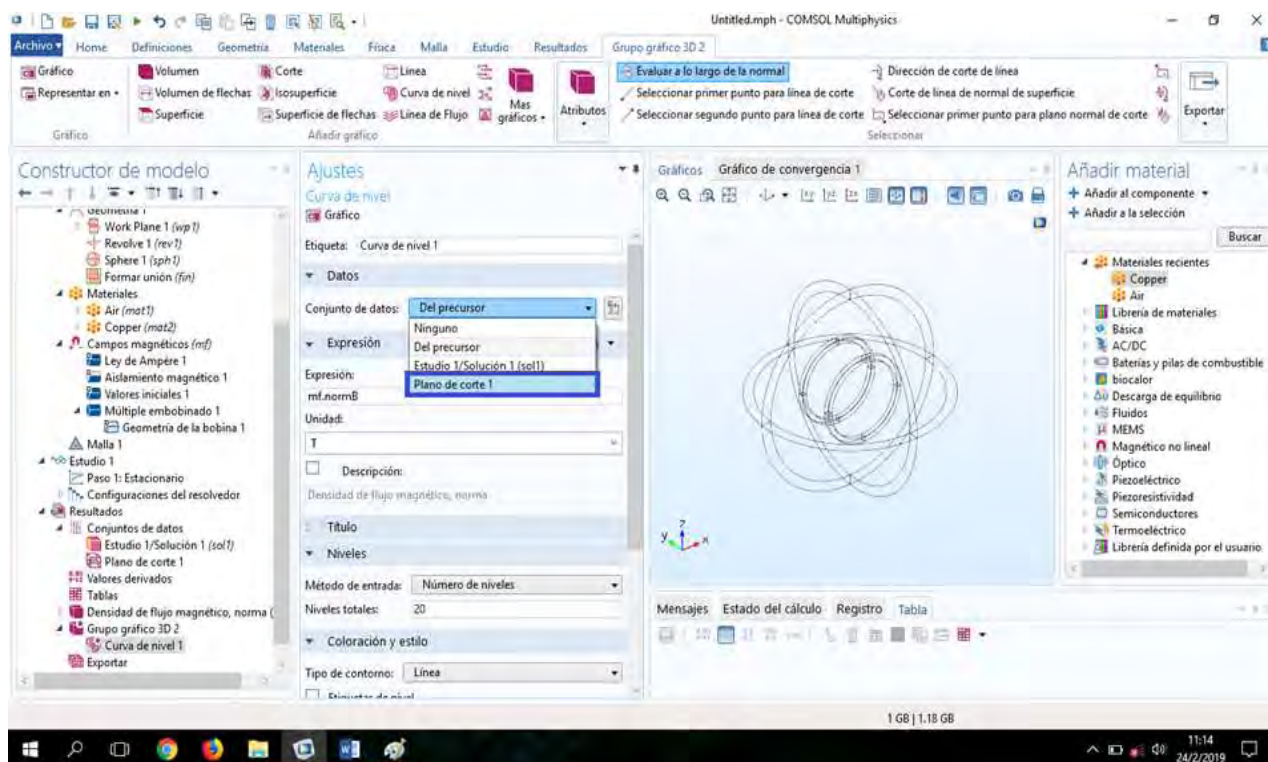 Untitled.mph - COMSOL Multiphysics
Archivo Home Definiciones Geometría Materiales Física Malla Estudio Resultados Grupo gráfico 3D 2
Gráfico
Representar en
Gráfico
Volumen
Volumen de flechas
Superficie
Corte
Isosuperficie
Superficie de flechas
Línea
Curva de nivel
Línea de Flujo
Mas gráficos
Añadir gráfico
Atributos
Evaluar a lo largo de la normal
Seleccionar primer punto para línea de corte
Seleccionar segundo punto para línea de corte
Dirección de corte de línea
Corte de línea de normal de superficie
Seleccionar primer punto para plano normal de corte
Seleccionar
Exportar
Constructor de modelo
Geometría 1
Work Plane 1 (wp1)
Revolve 1 (rev1)
Sphere 1 (sph1)
Formar unión (fin)
Materiales
Air (mat1)
Copper (mat2)
Campos magnéticos (mf)
Ley de Ampère 1
Aislamiento magnético 1
Valores iniciales 1
Múltiple embobinado 1
Geometría de la bobina 1
Malla 1
Estudio 1
Paso 1: Estacionario
Configuraciones del resolvedor
Resultados
Conjuntos de datos
Estudio 1/Solución 1 (sol1)
Plano de corte 1
Valores derivados
Tablas
Densidad de flujo magnético, norma (
Grupo gráfico 3D 2
Curva de nivel 1
Exportar
Ajustes
Curva de nivel
Gráfico
Etiqueta: Curva de nivel 1
Datos
Conjunto de datos: Del precursor
Ninguno
Del precursor
Estudio 1/Solución 1 (sol1)
Plano de corte 1
Expresión
Expresión:
mf.normB
Unidad:
T
Descripción:
Densidad de flujo magnético, norma
Título
Niveles
Método de entrada: Número de niveles
Niveles totales: 20
Coloración y estilo
Tipo de contorno: Línea
Etiquetas de nivel
Gráficos Gráfico de convergencia 1
z
y x
Mensajes Estado del cálculo Registro Tabla
Añadir material
Añadir al componente
Añadir a la selección
Buscar
Materiales recientes
Copper
Air
Librería de materiales
Básica
AC/DC
Baterías y pilas de combustible
biocalor
Descarga de equilibrio
Fluidos
MEMS
Magnético no lineal
Óptico
Piezoeléctrico
Piezoresistividad
Semiconductores
Termoeléctrico
Librería definida por el usuario
1 GB | 1.18 GB
11:14
24/2/2019